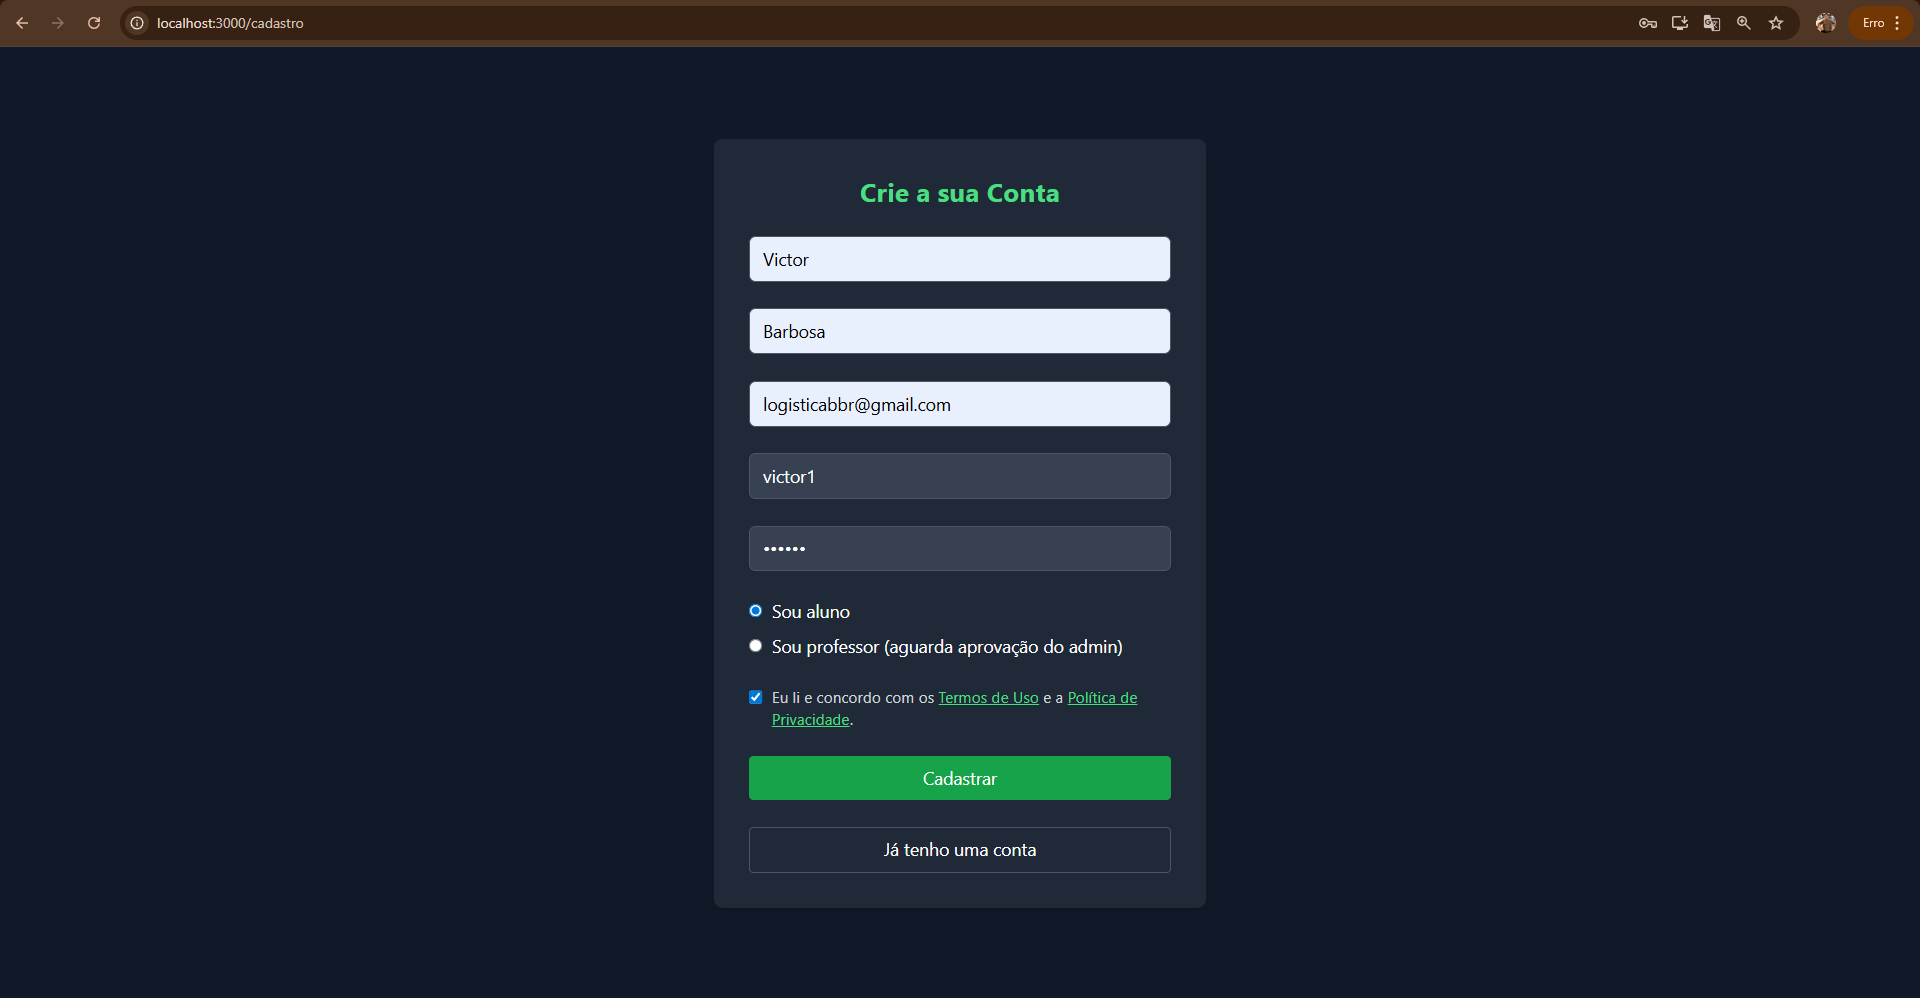 localhost:3000/cadastro
Erro
Crie a sua Conta
Victor
Barbosa
logisticabbr@gmail.com
victor1
••••••
Sou aluno
Sou professor (aguarda aprovação do admin)
Eu li e concordo com os Termos de Uso e a Política de
Privacidade.
Cadastrar
Já tenho uma conta